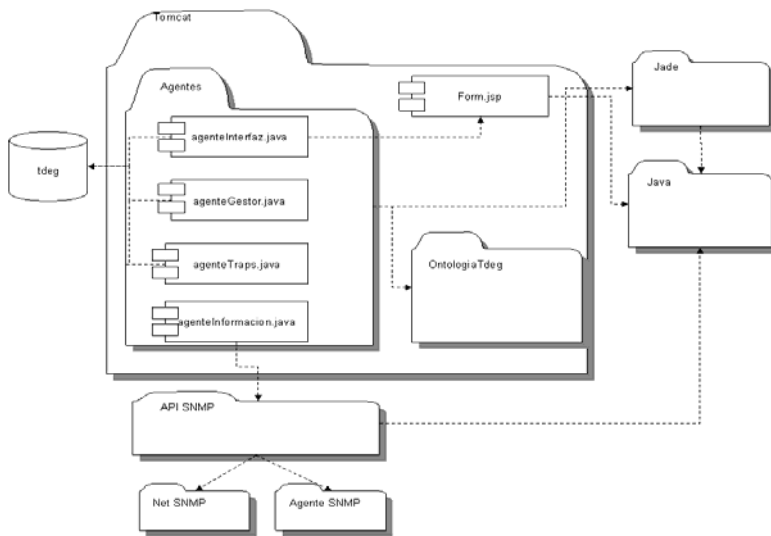 Tomcat
Jade
Agentes
Form.jsp
agenteInterfaz.java
tdeg
Java
agenteGestor.java
agenteTraps.java
OntologiaTdeg
agenteInformacion.java
API SNMP
Net SNMP
Agente SNMP